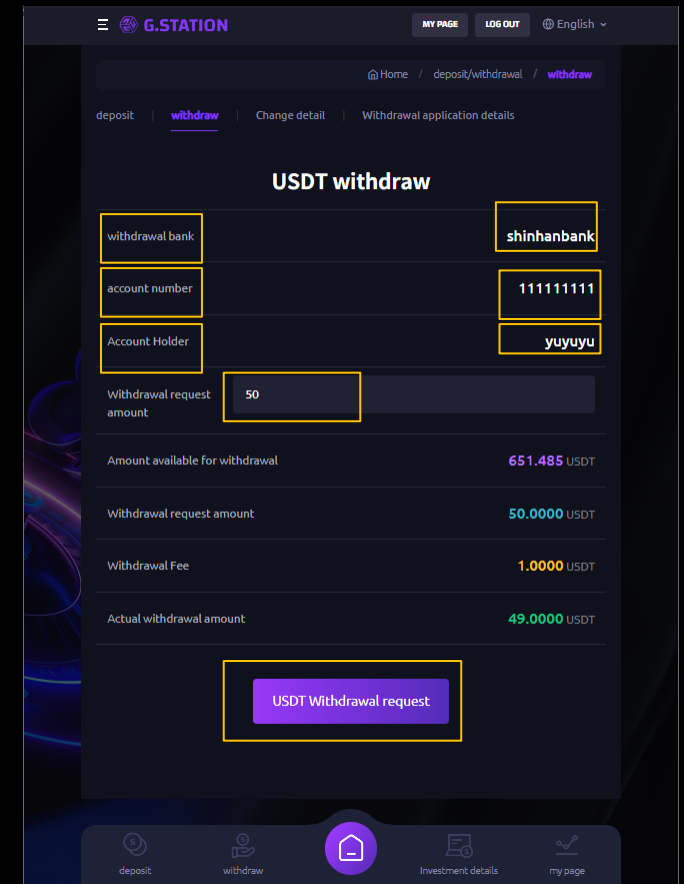 G.STATION
MY PAGE
LOG OUT
English
Home / deposit/withdrawal / withdraw
deposit | withdraw | Change detail | Withdrawal application details
USDT withdraw
withdrawal bank
shinhanbank
account number
111111111
Account Holder
yuyuyu
Withdrawal request
amount
50
Amount available for withdrawal
651.485 USDT
Withdrawal request amount
50.0000 USDT
Withdrawal Fee
1.0000 USDT
Actual withdrawal amount
49.0000 USDT
USDT Withdrawal request
deposit
withdraw
Investment details
my page